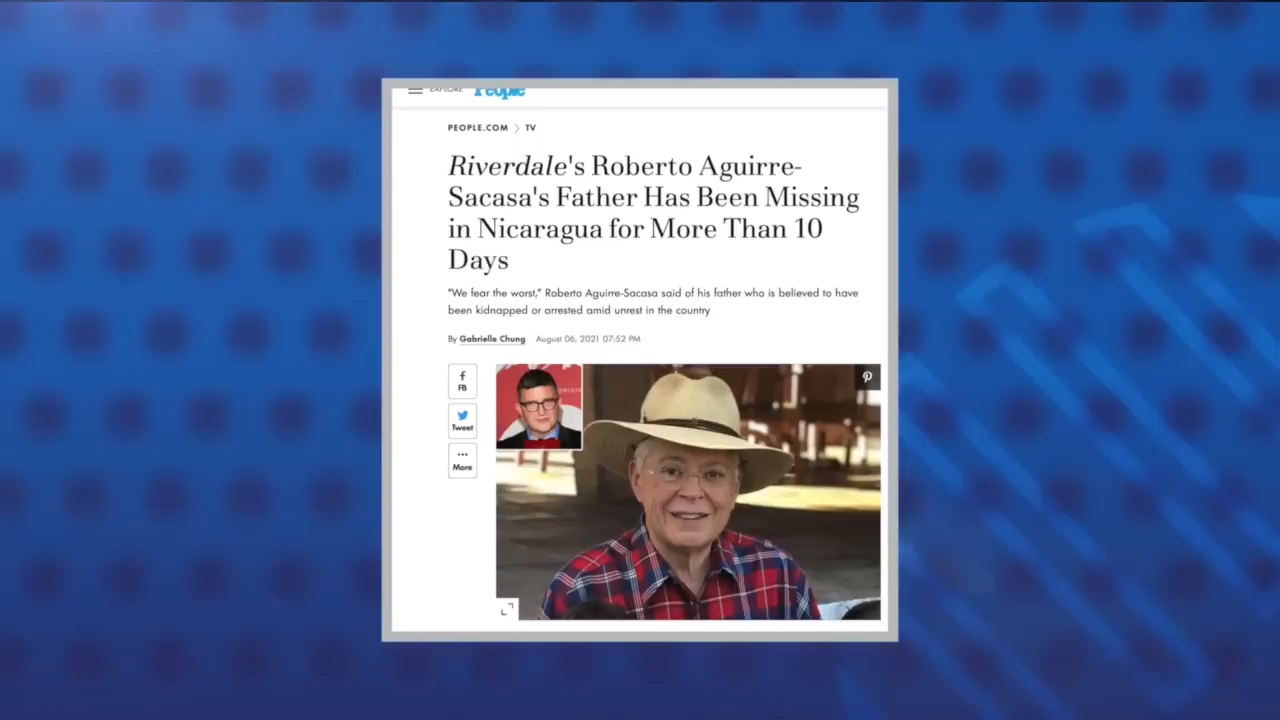 EXPLORE People
PEOPLE.COM > TV
Riverdale's Roberto Aguirre-
Sacasa's Father Has Been Missing
in Nicaragua for More Than 10
Days
"We fear the worst," Roberto Aguirre-Sacasa said of his father who is believed to have
been kidnapped or arrested amid unrest in the country
By Gabrielle Chung August 06, 2021 07:52 PM
FB
Tweet
More